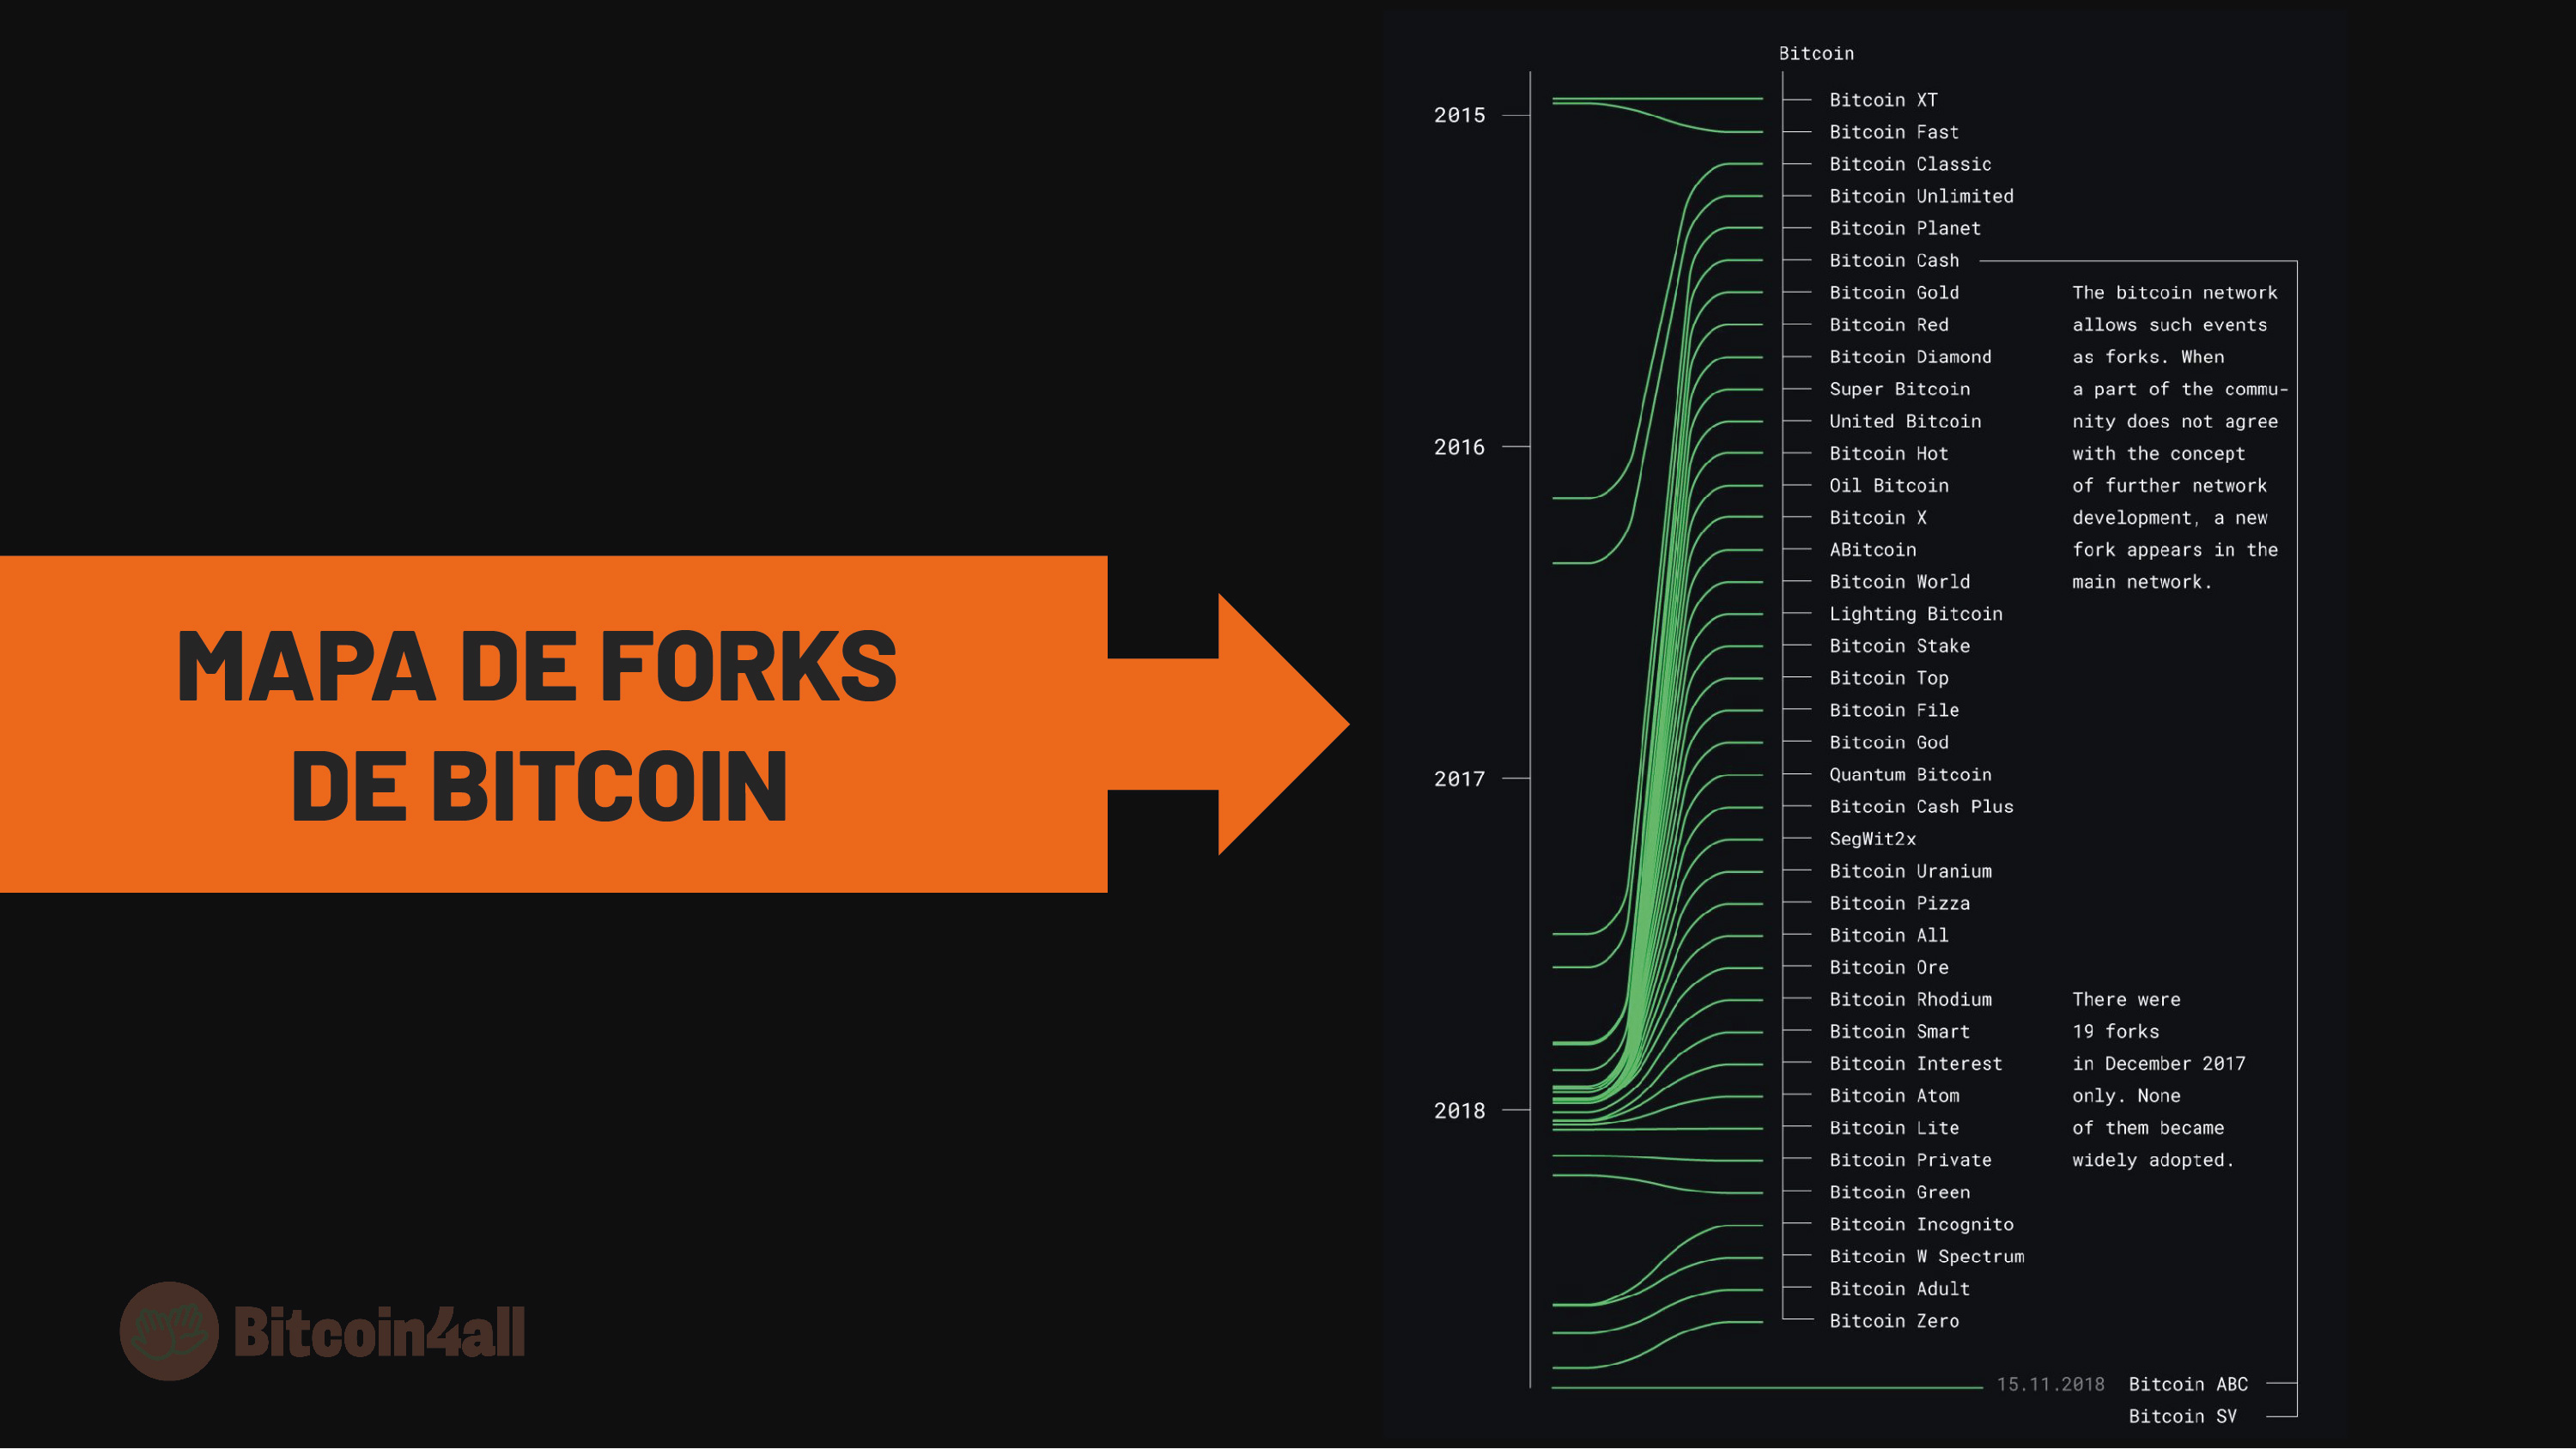 MAPA DE FORKS
DE BITCOIN
Bitcoin4all
Bitcoin
2015
2016
2017
2018
Bitcoin XT
Bitcoin Fast
Bitcoin Classic
Bitcoin Unlimited
Bitcoin Planet
Bitcoin Cash
Bitcoin Gold
Bitcoin Red
Bitcoin Diamond
Super Bitcoin
United Bitcoin
Bitcoin Hot
Oil Bitcoin
Bitcoin X
ABitcoin
Bitcoin World
Lighting Bitcoin
Bitcoin Stake
Bitcoin Top
Bitcoin File
Bitcoin God
Quantum Bitcoin
Bitcoin Cash Plus
SegWit2x
Bitcoin Uranium
Bitcoin Pizza
Bitcoin All
Bitcoin Ore
Bitcoin Rhodium
Bitcoin Smart
Bitcoin Interest
Bitcoin Atom
Bitcoin Lite
Bitcoin Private
Bitcoin Green
Bitcoin Incognito
Bitcoin W Spectrum
Bitcoin Adult
Bitcoin Zero
The bitcoin network
allows such events
as forks. When
a part of the commu-
nity does not agree
with the concept
of further network
development, a new
fork appears in the
main network.
There were
19 forks
in December 2017
only. None
of them became
widely adopted.
15.11.2018 Bitcoin ABC
Bitcoin SV